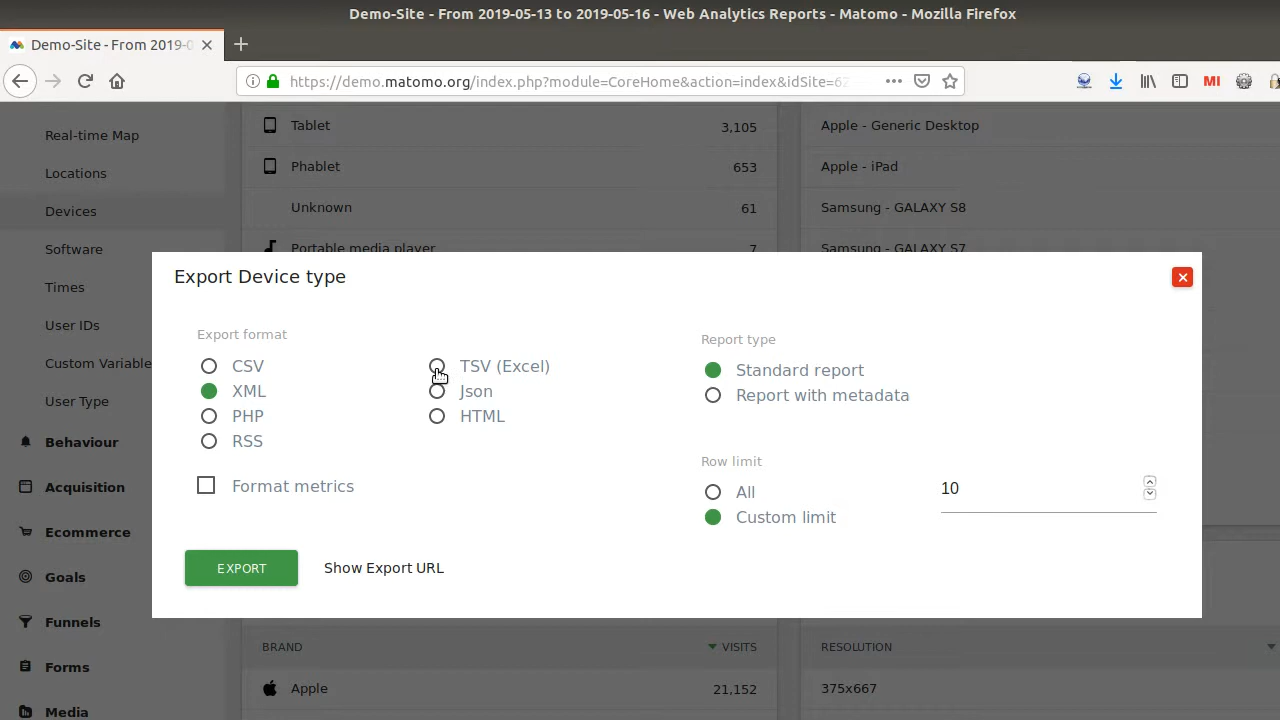 Demo-Site - From 2019-05-13 to 2019-05-16 - Web Analytics Reports - Matomo - Mozilla Firefox
Demo-Site - From 2019-0
https://demo.matomo.org/index.php?module=CoreHome&action=index&idSite=62
MI
Real-time Map
Locations
Devices
Software
Times
User IDs
Custom Variable
User Type
Behaviour
Acquisition
Ecommerce
Goals
Funnels
Forms
Media
Tablet 3,105
Phablet 653
Unknown 61
Portable media player 7
Apple - Generic Desktop
Apple - iPad
Samsung - GALAXY S8
Samsung - GALAXY S7
Export Device type
Export format
CSV
XML
PHP
RSS
TSV (Excel)
Json
HTML
Format metrics
Report type
Standard report
Report with metadata
Row limit
All
Custom limit
10
EXPORT
Show Export URL
BRAND VISITS
Apple 21,152
RESOLUTION
375x667